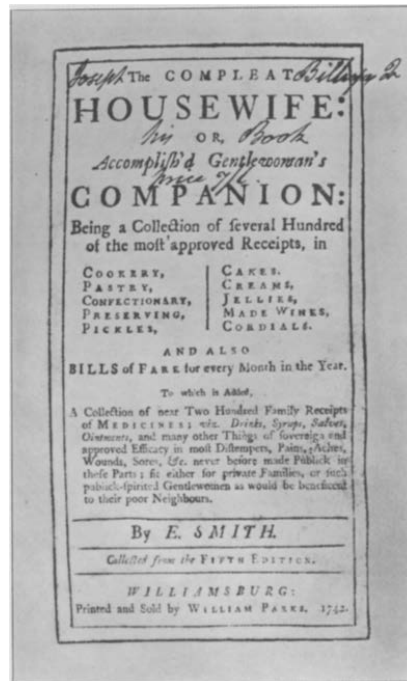 Joseph The COMPLEAT Billings
HOUSEWIFE:
his OR, Book
Accomplish'd Gentlewoman's
price 7/6
COMPANION:
Being a Collection of ſeveral Hundred
of the moſt approved Receipts, in
COOKERY,
PASTRY,
CONFECTIONARY,
PRESERVING,
PICKLES,
CAKES.
CREAMS,
JELLIES,
MADE WINES,
CORDIALS.
AND ALSO
BILLS of FARE for every Month in the Year.
To which is Added,
A Collection of near Two Hundred Family Receipts
of MEDICINES; viz. Drinks, Syrups, Salves,
Ointments, and many other Things of ſovereign and
approved Efficacy in moſt Diſtempers, Pains, Aches,
Wounds, Sores, &c. never before made Publick in
theſe Parts; fit either for private Families, or ſuch
publick-ſpirited Gentlewomen as would be beneficed
to their poor Neighbours.
By E. SMITH.
Collected from the FIFTH EDITION.
WILLIAMSBURG:
Printed and Sold by WILLIAM PARKS. 1742.